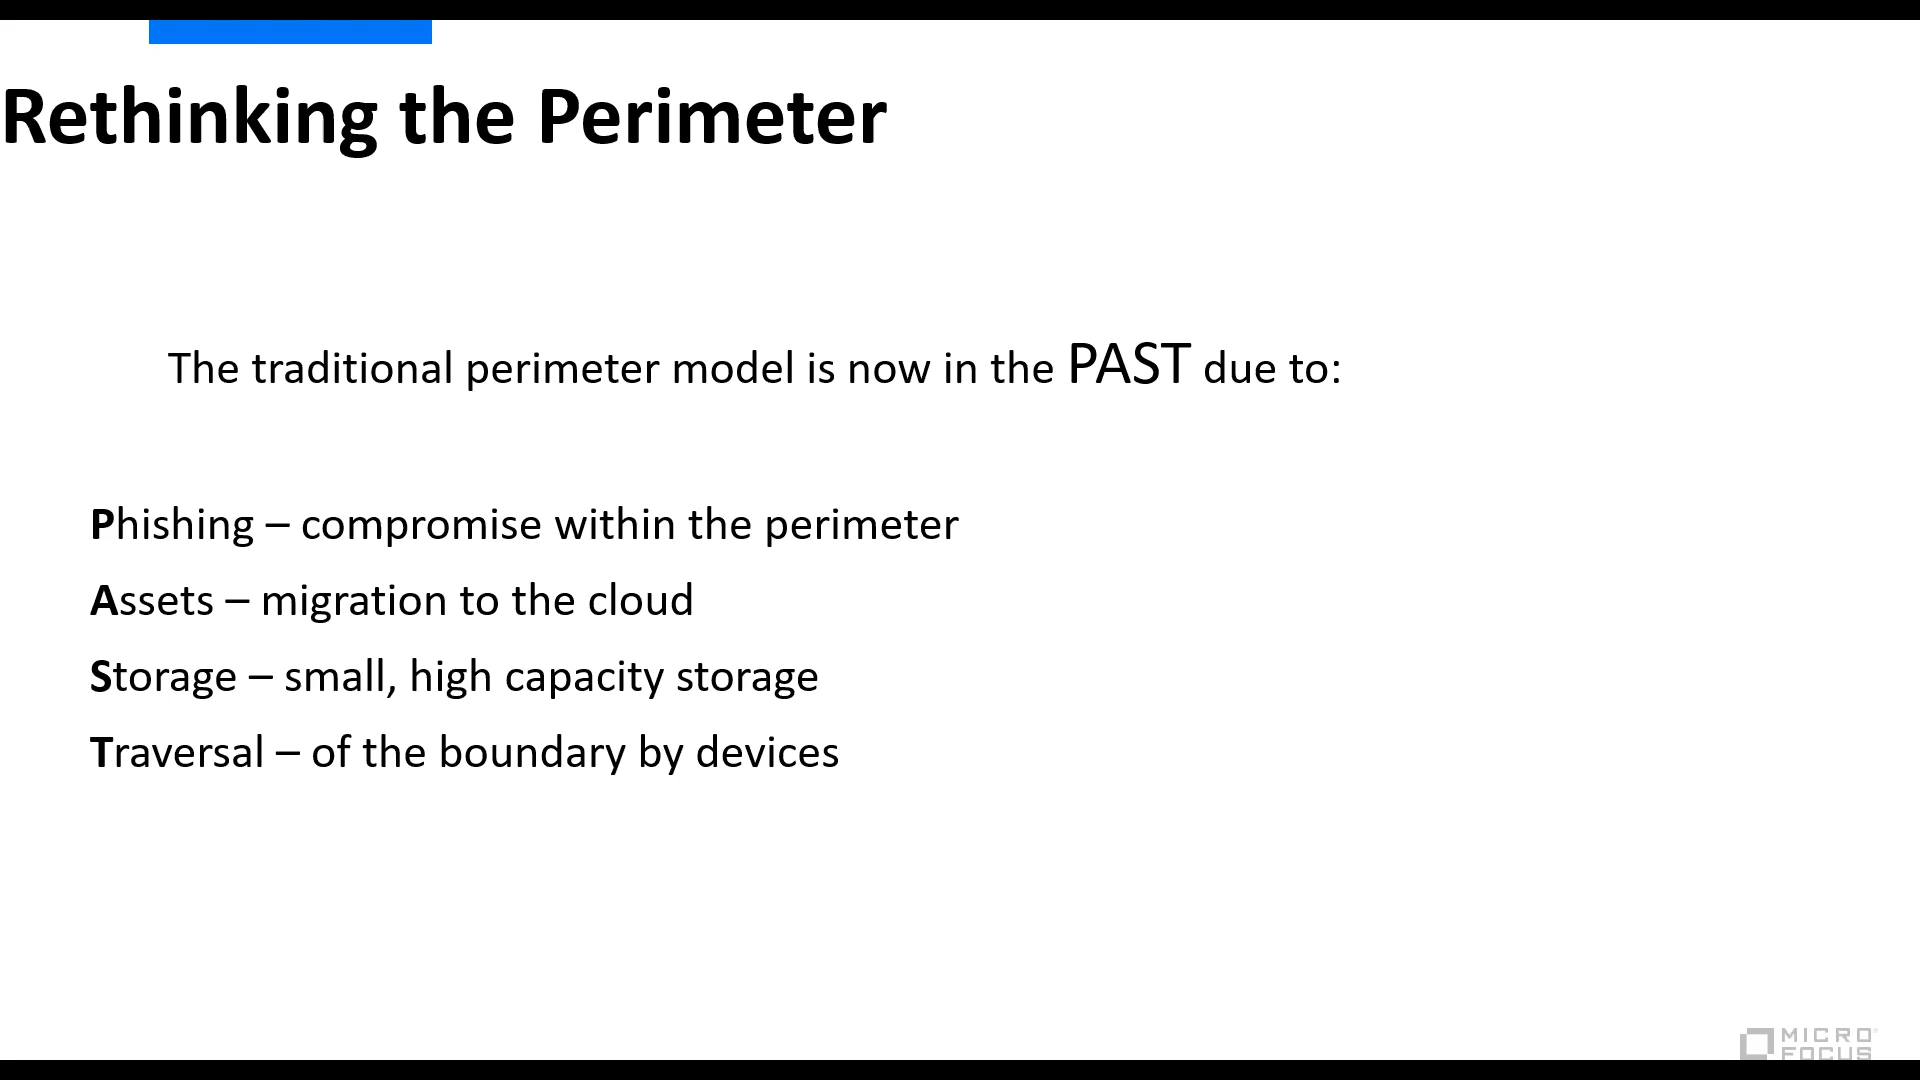 Rethinking the Perimeter
The traditional perimeter model is now in the PAST due to:
Phishing – compromise within the perimeter
Assets – migration to the cloud
Storage – small, high capacity storage
Traversal – of the boundary by devices
MICRO
FOCUS